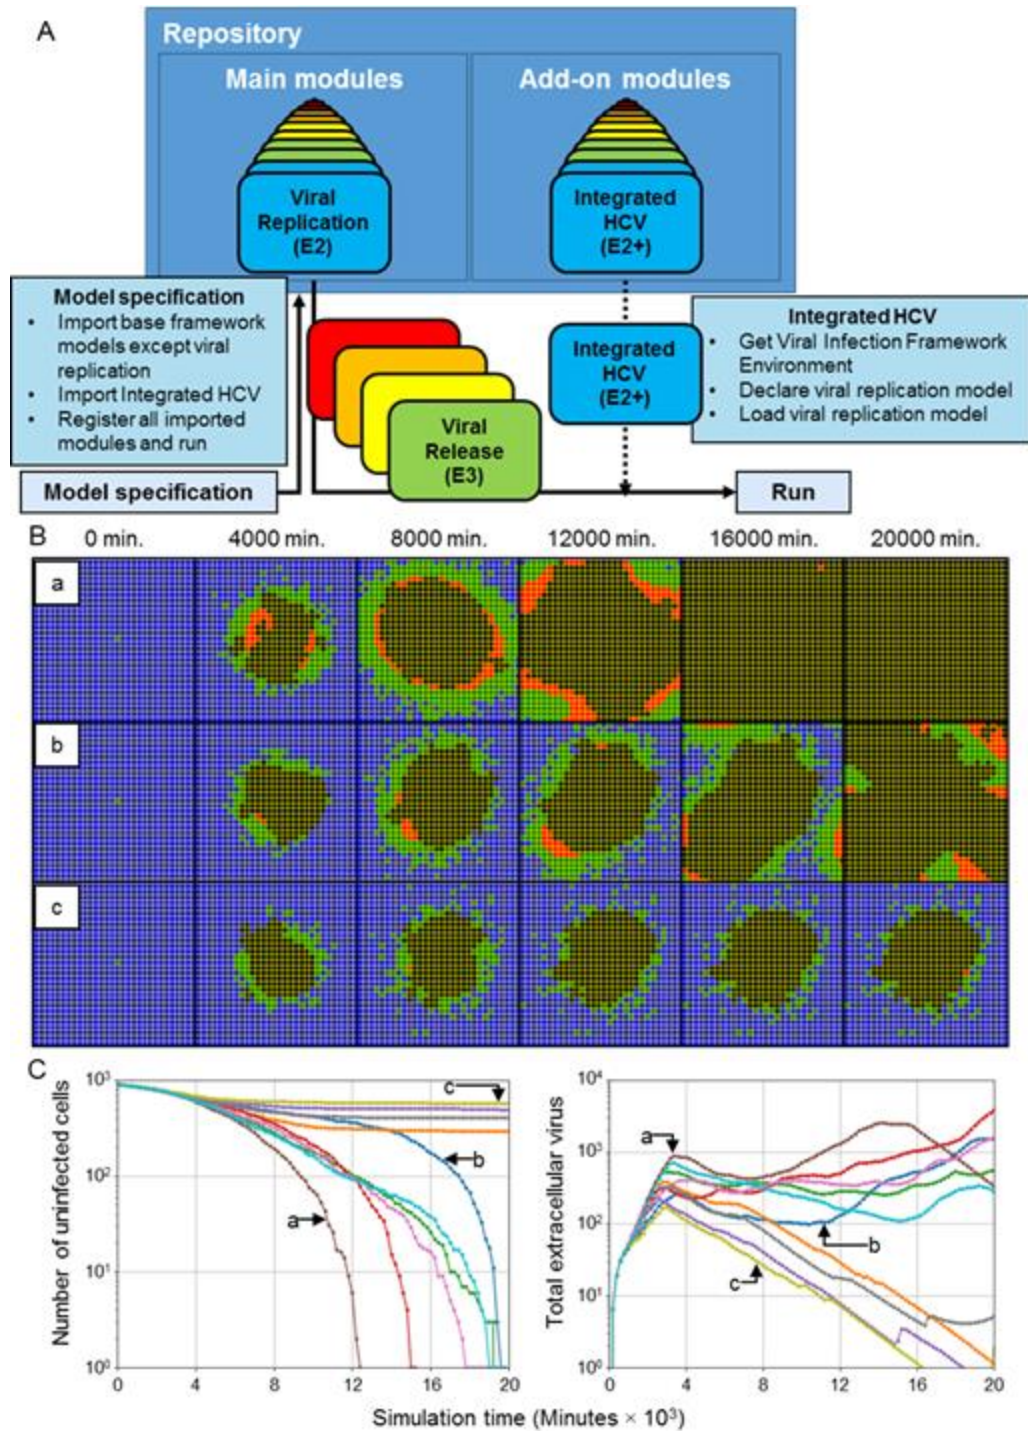 A
Repository
Main modules
Add-on modules
Viral
Replication
(E2)
Integrated
HCV
(E2+)
Model specification
• Import base framework
models except viral
replication
• Import Integrated HCV
• Register all imported
modules and run
Viral
Release
(E3)
Integrated
HCV
(E2+)
Integrated HCV
• Get Viral Infection Framework
Environment
• Declare viral replication model
• Load viral replication model
Model specification
Run
B
0 min. 4000 min. 8000 min. 12000 min. 16000 min. 20000 min.
a
b
c
C
Number of uninfected cells
10³
10²
10¹
10⁰
0 4 8 12 16 20
c
b
a
Total extracellular virus
10⁴
10³
10²
10¹
10⁰
0 4 8 12 16 20
a
b
c
Simulation time (Minutes × 10³)